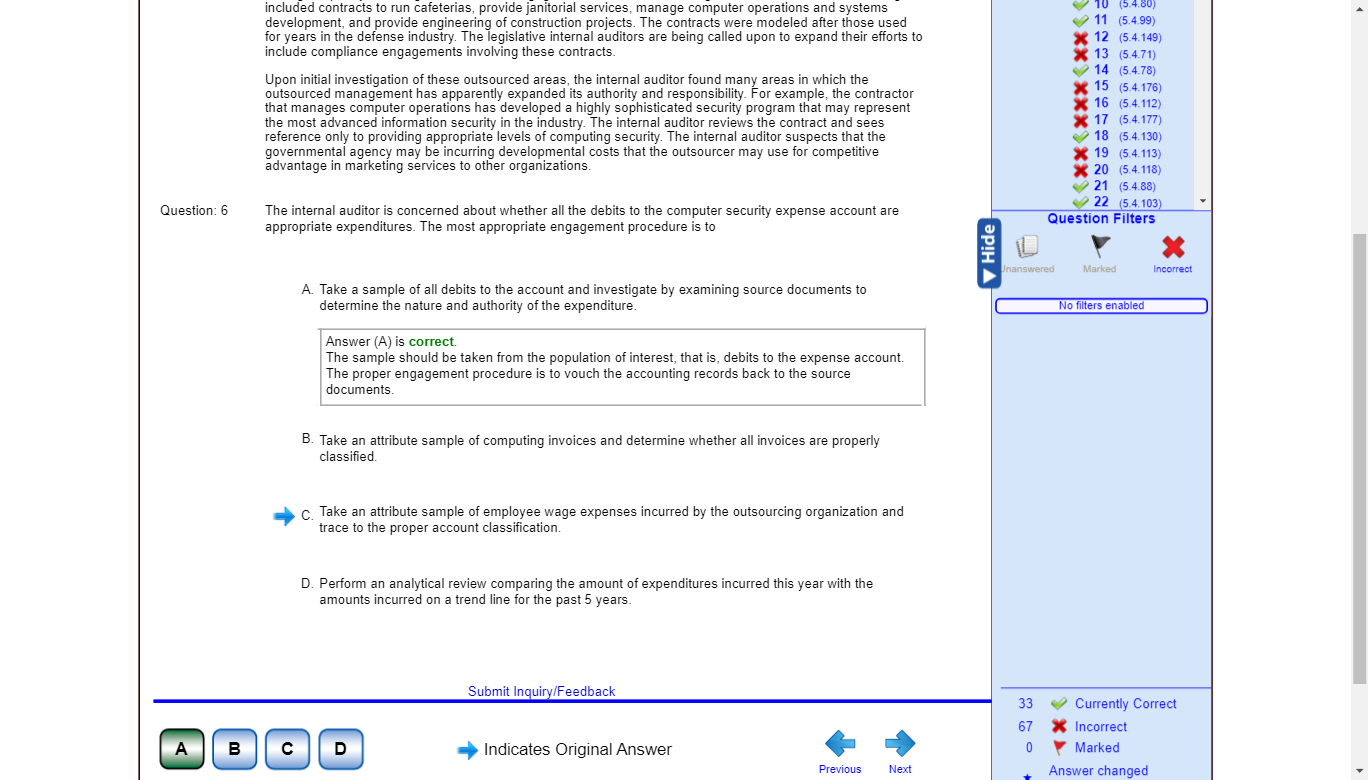 included contracts to run cafeterias, provide janitorial services, manage computer operations and systems
development, and provide engineering of construction projects. The contracts were modeled after those used
for years in the defense industry. The legislative internal auditors are being called upon to expand their efforts to
include compliance engagements involving these contracts.
Upon initial investigation of these outsourced areas, the internal auditor found many areas in which the
outsourced management has apparently expanded its authority and responsibility. For example, the contractor
that manages computer operations has developed a highly sophisticated security program that may represent
the most advanced information security in the industry. The internal auditor reviews the contract and sees
reference only to providing appropriate levels of computing security. The internal auditor suspects that the
governmental agency may be incurring developmental costs that the outsourcer may use for competitive
advantage in marketing services to other organizations.
Question: 6
The internal auditor is concerned about whether all the debits to the computer security expense account are
appropriate expenditures. The most appropriate engagement procedure is to
A. Take a sample of all debits to the account and investigate by examining source documents to
determine the nature and authority of the expenditure.
Answer (A) is correct.
The sample should be taken from the population of interest, that is, debits to the expense account.
The proper engagement procedure is to vouch the accounting records back to the source
documents.
B. Take an attribute sample of computing invoices and determine whether all invoices are properly
classified.
C. Take an attribute sample of employee wage expenses incurred by the outsourcing organization and
trace to the proper account classification.
D. Perform an analytical review comparing the amount of expenditures incurred this year with the
amounts incurred on a trend line for the past 5 years.
Submit Inquiry/Feedback
A B C D
Indicates Original Answer
Previous Next
10 (5.4.80)
11 (5.4.99)
12 (5.4.149)
13 (5.4.71)
14 (5.4.78)
15 (5.4.176)
16 (5.4.112)
17 (5.4.177)
18 (5.4.130)
19 (5.4.113)
20 (5.4.118)
21 (5.4.88)
22 (5.4.103)
Question Filters
Hide
Unanswered Marked Incorrect
No filters enabled
33 Currently Correct
67 Incorrect
0 Marked
Answer changed